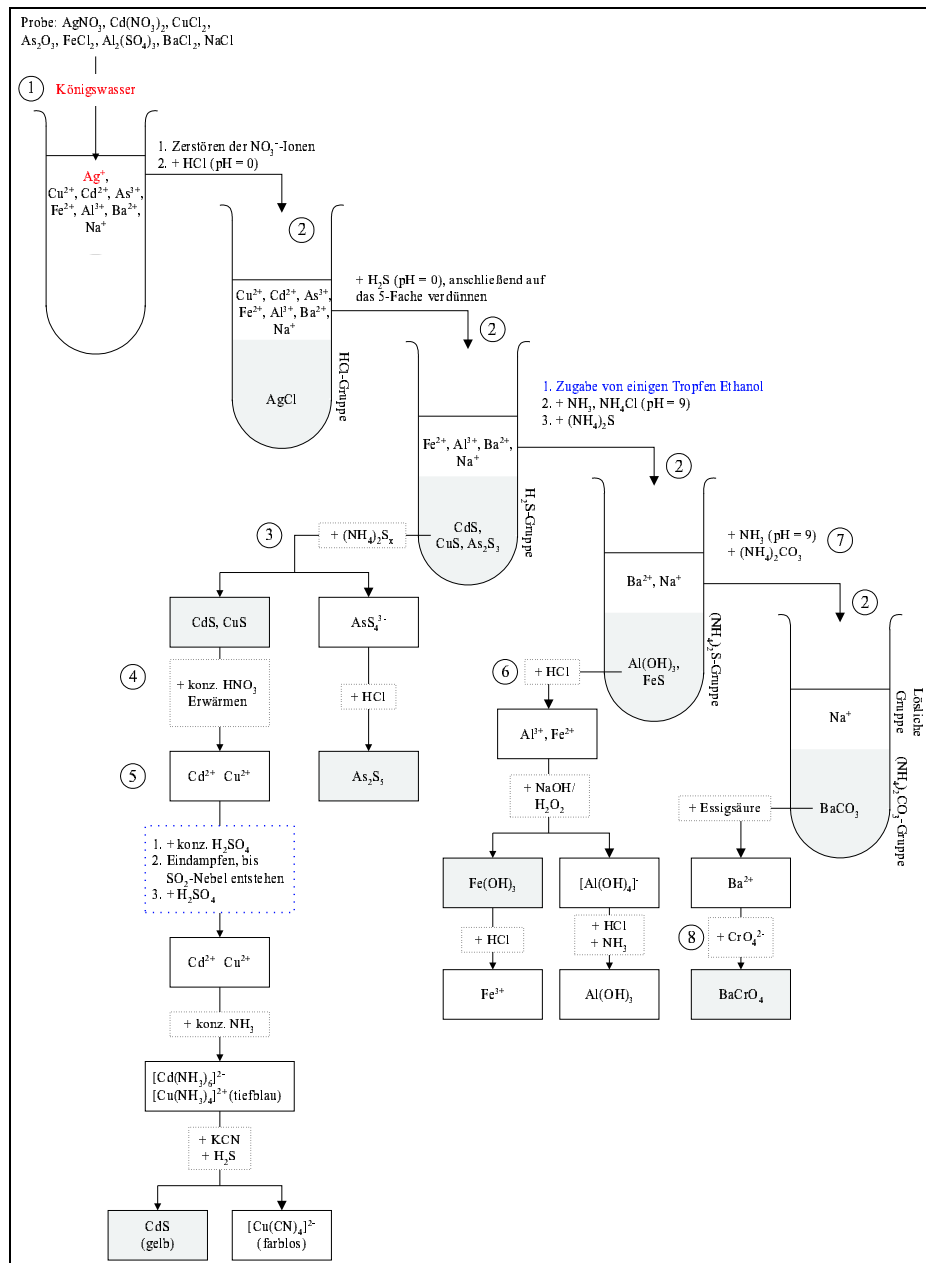 Probe: AgNO₃, Cd(NO₃)₂, CuCl₂,
As₂O₃, FeCl₂, Al₂(SO₄)₃, BaCl₂, NaCl
① Königswasser
1. Zerstören der NO₃⁻-Ionen
2. + HCl (pH = 0)
Ag⁺,
Cu²⁺, Cd²⁺, As³⁺,
Fe²⁺, Al³⁺, Ba²⁺,
Na⁺
②
+ H₂S (pH = 0), anschließend auf
das 5-Fache verdünnen
Cu²⁺, Cd²⁺, As³⁺,
Fe²⁺, Al³⁺, Ba²⁺,
Na⁺
AgCl
HCl-Gruppe
②
1. Zugabe von einigen Tropfen Ethanol
2. + NH₃, NH₄Cl (pH = 9)
3. + (NH₄)₂S
Fe²⁺, Al³⁺, Ba²⁺,
Na⁺
CdS,
CuS, As₂S₃
H₂S-Gruppe
②
+ NH₃ (pH = 9)
+ (NH₄)₂CO₃
⑦
Ba²⁺, Na⁺
Al(OH)₃,
FeS
(NH₄)₂S-Gruppe
②
Na⁺
Lösliche
Gruppe
BaCO₃
(NH₄)₂CO₃-Gruppe
③
+ (NH₄)₂Sₓ
CdS, CuS
AsS₄³⁻
④
+ konz. HNO₃
Erwärmen
+ HCl
⑤
Cd²⁺ Cu²⁺
As₂S₅
1. + konz. H₂SO₄
2. Eindampfen, bis
SO₂-Nebel entstehen
3. + H₂SO₄
Cd²⁺ Cu²⁺
+ konz. NH₃
[Cd(NH₃)₆]²⁻
[Cu(NH₃)₄]²⁺ (tiefblau)
+ KCN
+ H₂S
CdS
(gelb)
[Cu(CN)₄]²⁻
(farblos)
⑥
+ HCl
Al³⁺, Fe²⁺
+ NaOH/
H₂O₂
Fe(OH)₃
[Al(OH)₄]⁻
+ HCl
+ HCl
+ NH₃
Fe³⁺
Al(OH)₃
+ Essigsäure
Ba²⁺
⑧
+ CrO₄²⁻
BaCrO₄